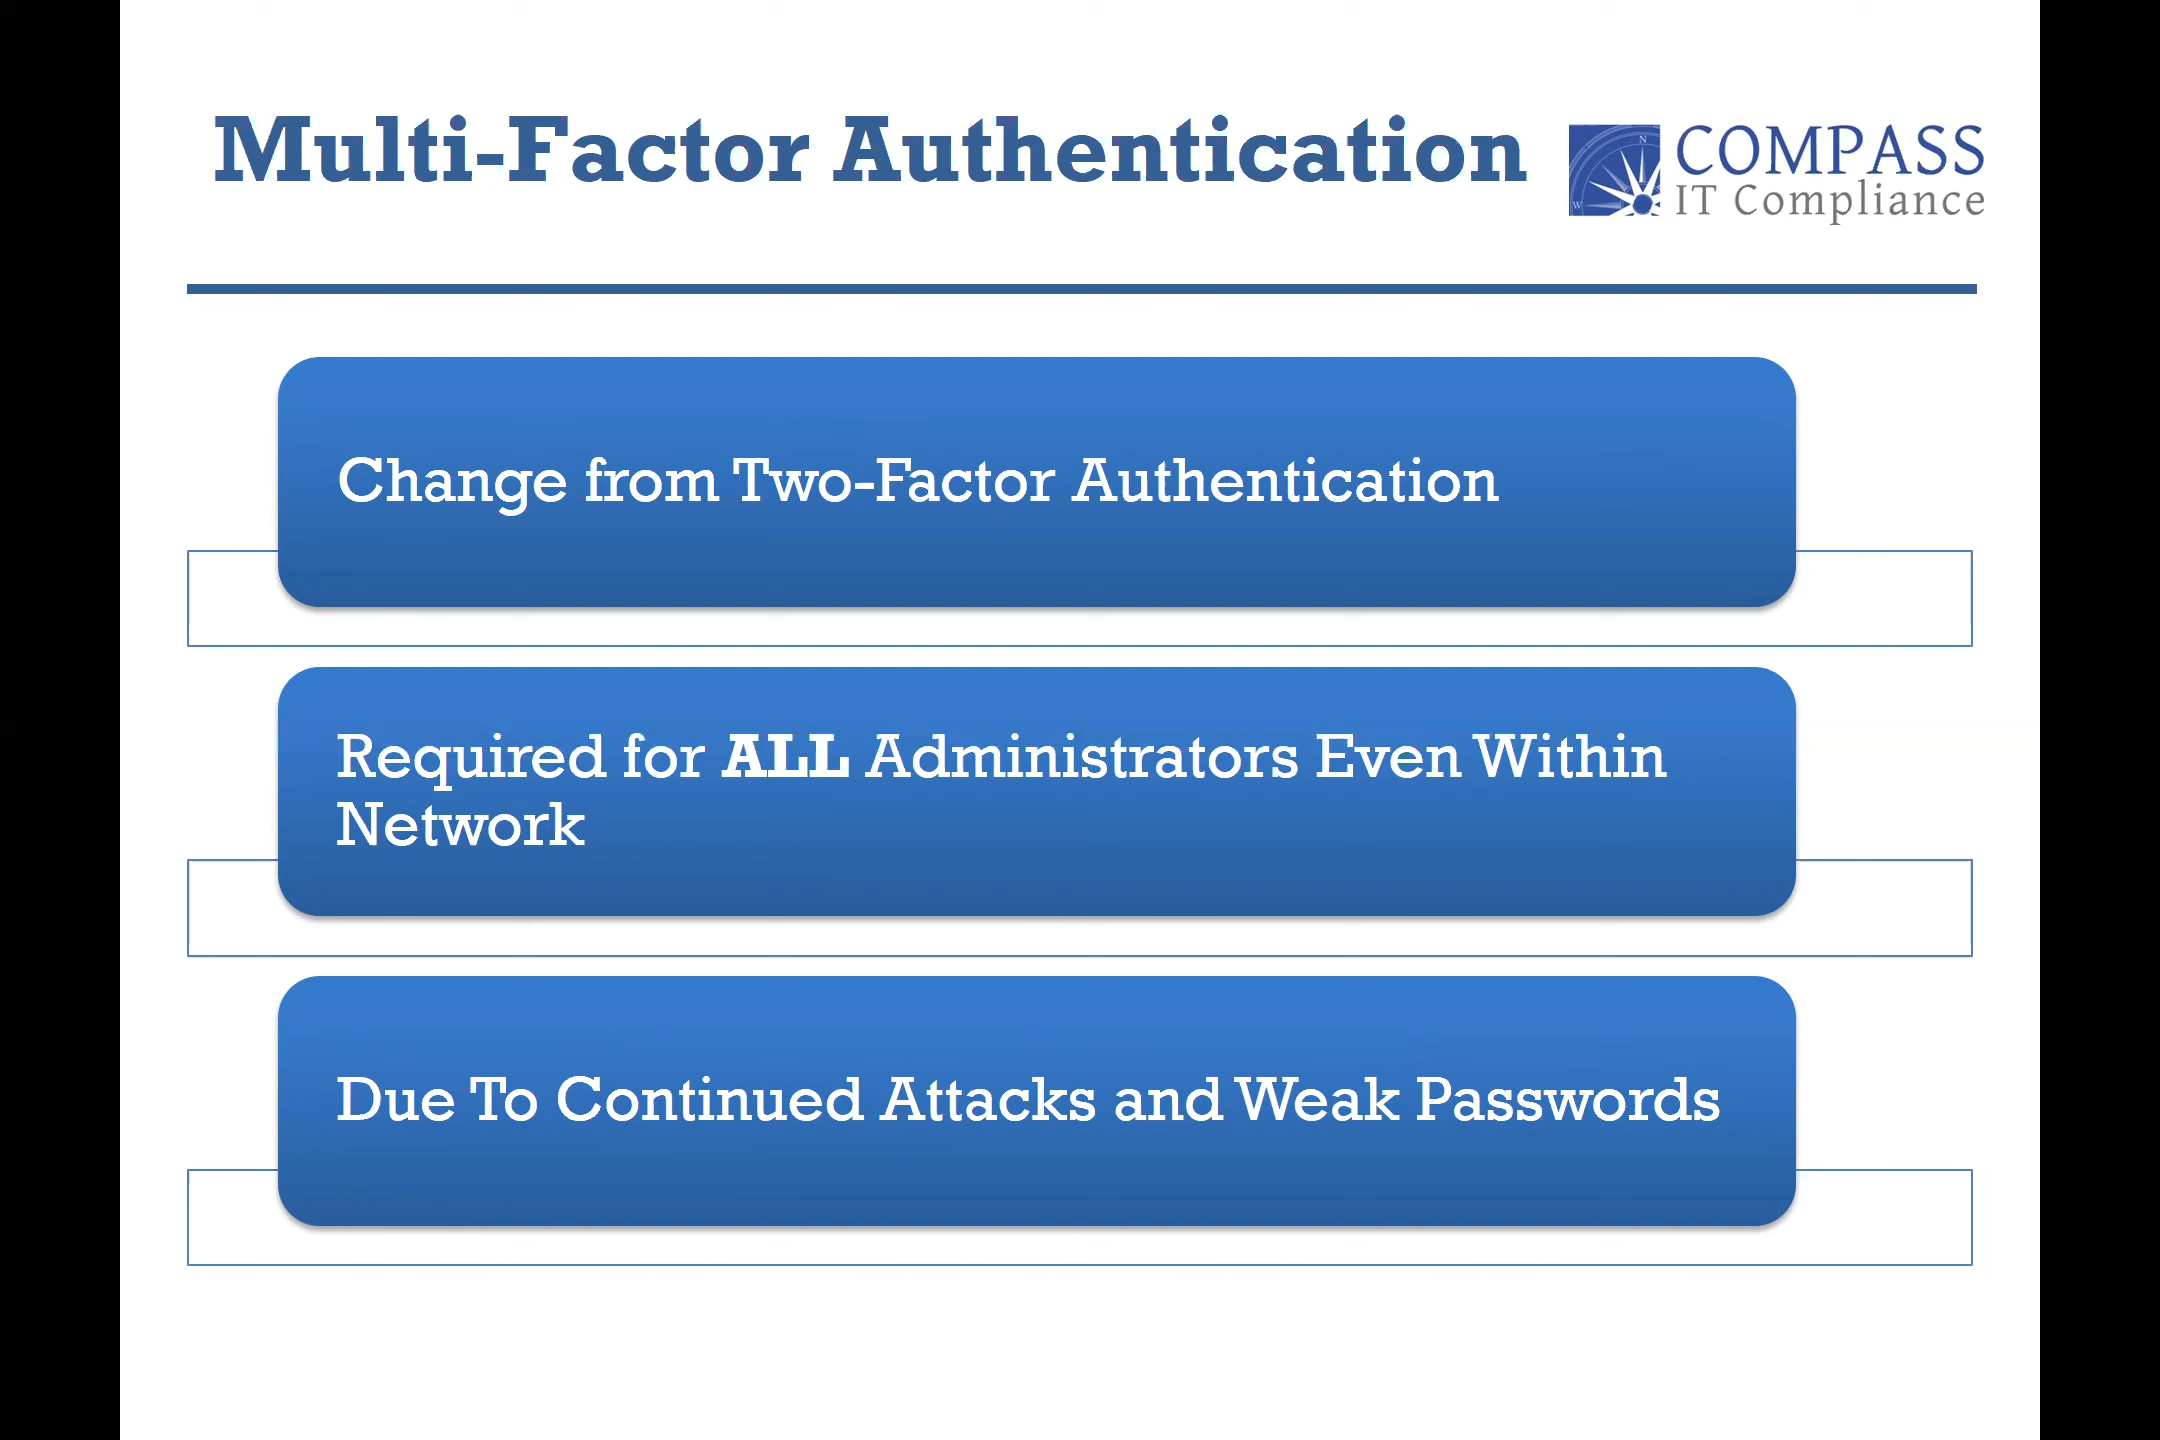 Multi-Factor Authentication
COMPASS
IT Compliance
N
W
Change from Two-Factor Authentication
Required for ALL Administrators Even Within
Network
Due To Continued Attacks and Weak Passwords